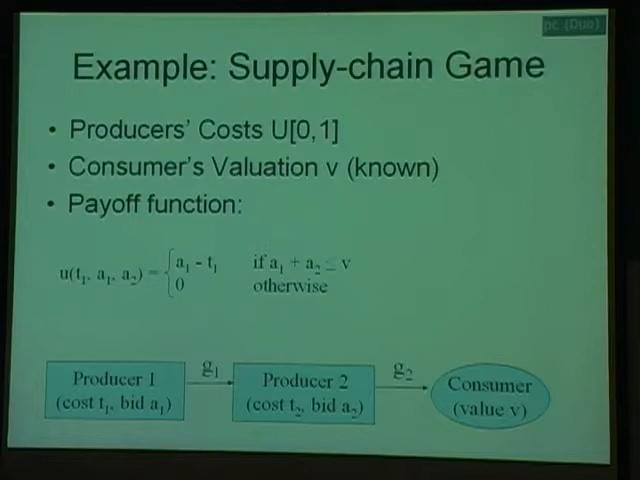 pc (Duo)
Example: Supply-chain Game
• Producers' Costs U[0,1]
• Consumer's Valuation v (known)
• Payoff function:
u(t₁, a₁, a₂) = { a₁ - t₁ if a₁ + a₂ ≤ v
0 otherwise
g₁ g₂
Producer 1 Producer 2 Consumer
(cost t₁, bid a₁) (cost t₂, bid a₂) (value v)